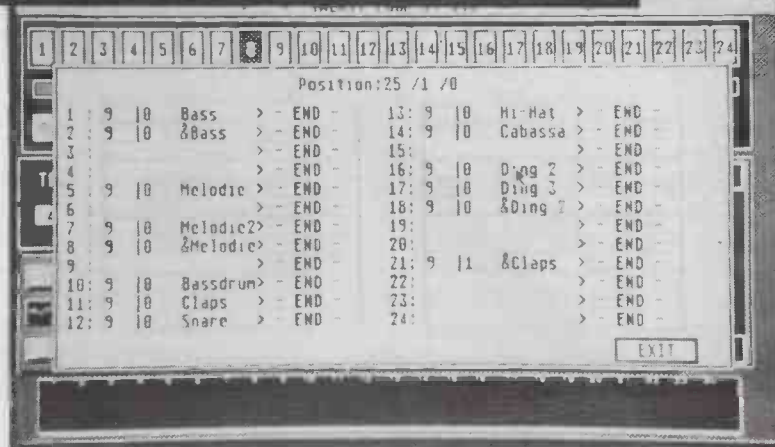 1 2 3 4 5 6 7 8 9 10 11 12 13 14 15 16 17 18 19 20 21 22 23 24
Position:25 /1 /0
1 : 9 |0 Bass > - END -
2 : 9 |0 &Bass > - END -
3 : > - END -
4 : > - END -
5 : 9 |0 Melodie > - END -
6 : > - END -
7 : 9 |0 Melodie2> - END -
8 : 9 |0 &Melodie> - END -
9 : > - END -
10: 9 |0 Bassdrum> - END -
11: 9 |0 Claps > - END -
12: 9 |0 Snare > - END -
13: 9 |0 Hi-Hat > - END -
14: 9 |0 Cabassa > - END -
15: > - END -
16: 9 |0 Ding 2 > - END -
17: 9 |0 Ding 3 > - END -
18: 9 |0 &Ding > - END -
19: > - END -
20: > - END -
21: 9 |1 &Claps > - END -
22: > - END -
23: > - END -
24: > - END -
EXIT